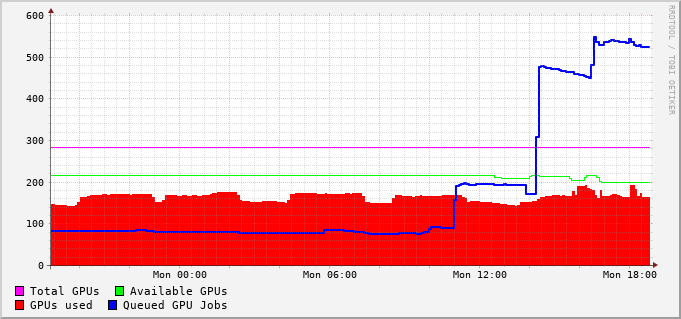 600
500
400
300
200
100
0
Mon 00:00 Mon 06:00 Mon 12:00 Mon 18:00
Total GPUs Available GPUs
GPUs used Queued GPU Jobs
RRDTOOL / TOBI OETIKER